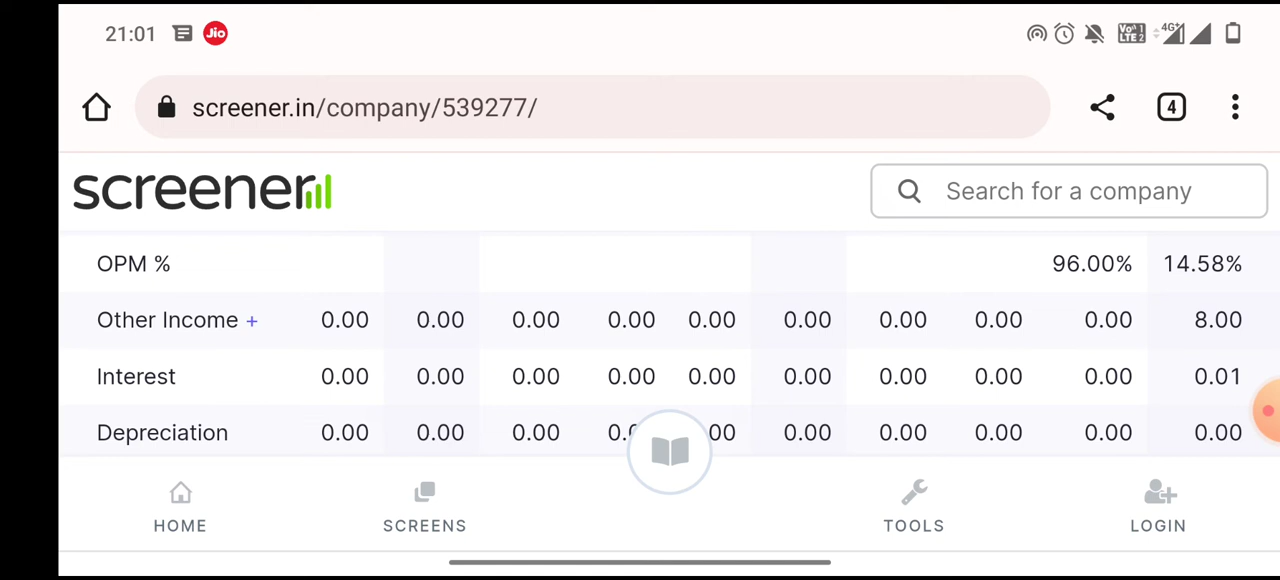 21:01 Jio Vo 1 LTE 2 4G+
screener.in/company/539277/ 4
screener Search for a company
OPM % 96.00% 14.58%
Other Income + 0.00 0.00 0.00 0.00 0.00 0.00 0.00 0.00 0.00 8.00
Interest 0.00 0.00 0.00 0.00 0.00 0.00 0.00 0.00 0.00 0.01
Depreciation 0.00 0.00 0.00 0.00 0.00 0.00 0.00 0.00
HOME SCREENS TOOLS LOGIN